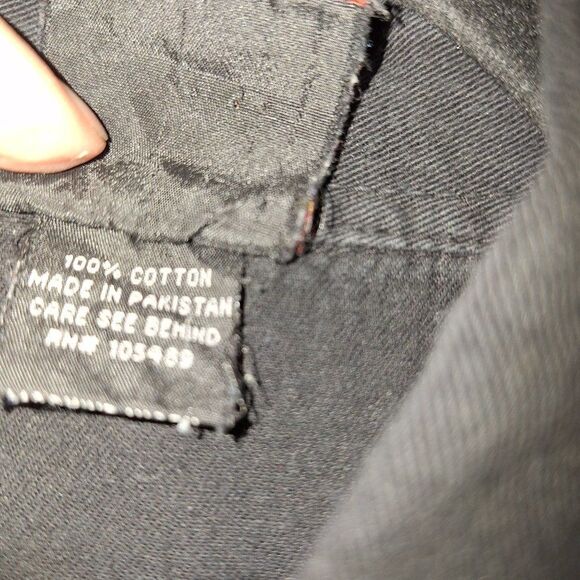 100% COTTON
MADE IN PAKISTAN
CARE SEE BEHIND
RN# 105489